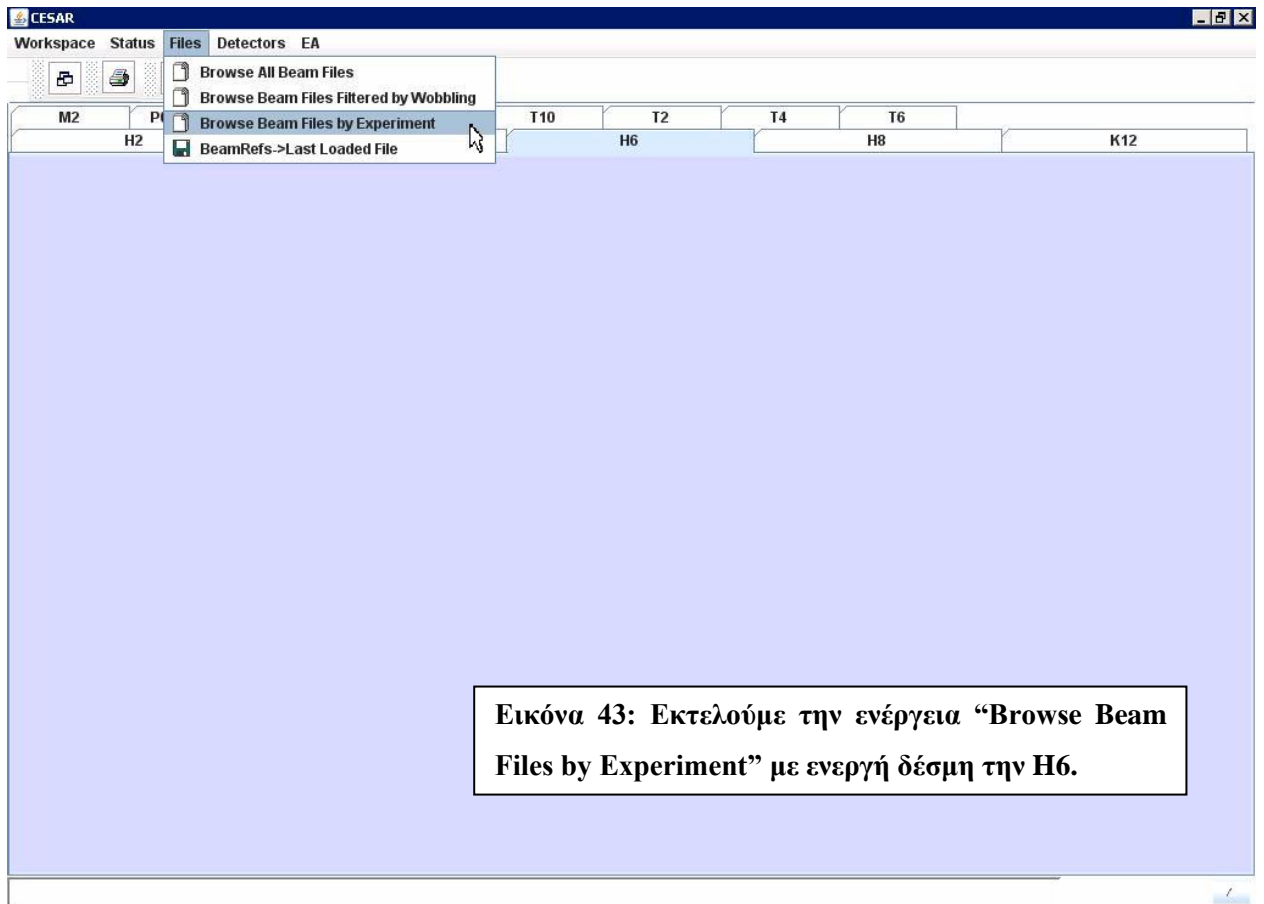 CESAR
Workspace Status Files Detectors EA
Browse All Beam Files
Browse Beam Files Filtered by Wobbling
Browse Beam Files by Experiment
BeamRefs->Last Loaded File
M2 T10 T2 T4 T6
H2 H6 H8 K12
Εικόνα 43: Εκτελούμε την ενέργεια “Browse Beam
Files by Experiment” με ενεργή δέσμη την H6.